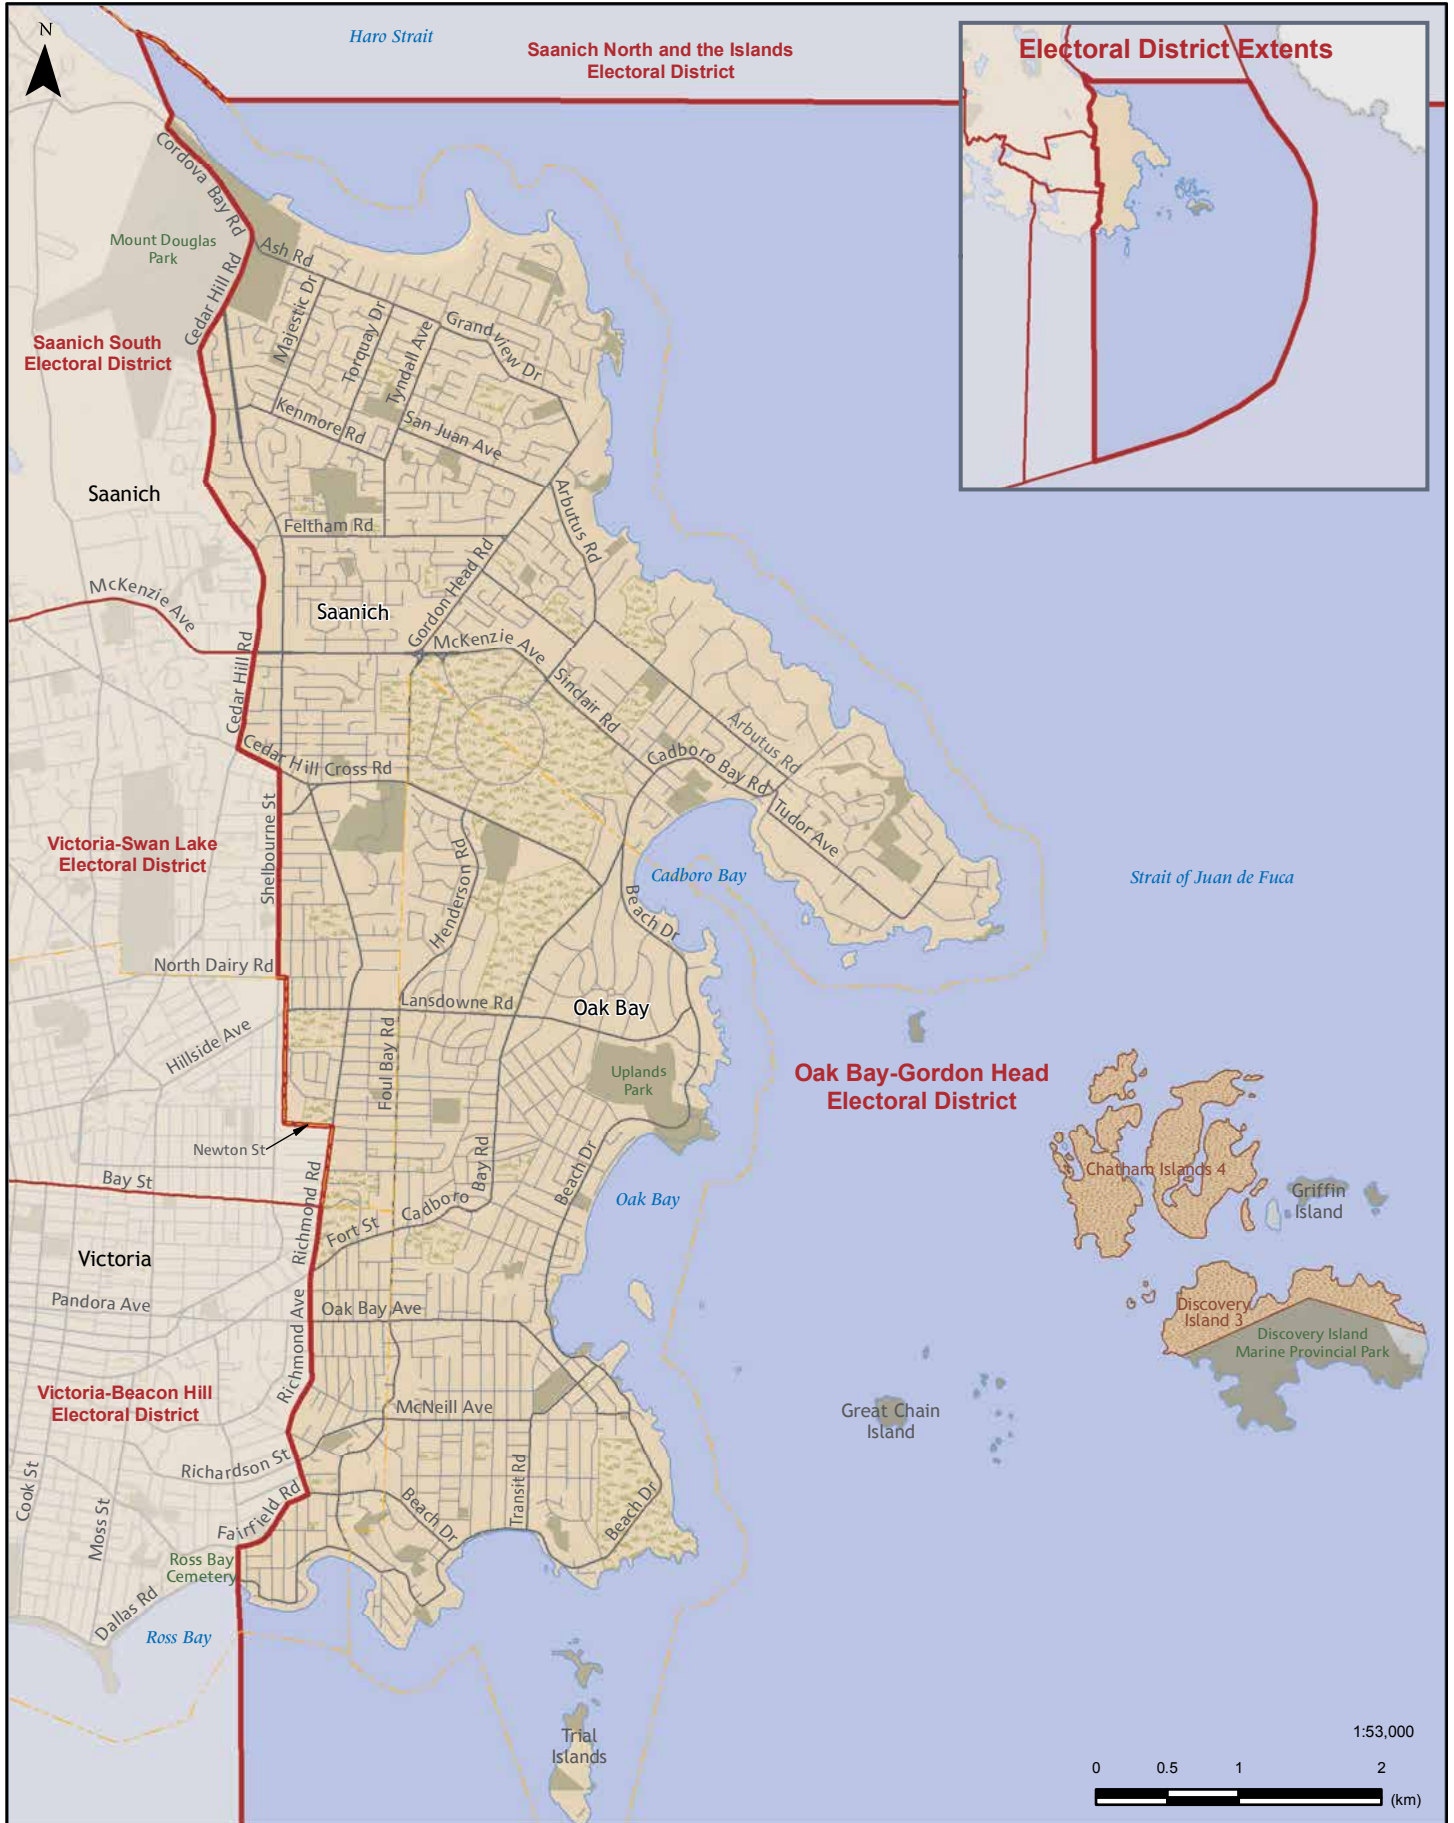 N
Haro Strait
Saanich North and the Islands
Electoral District
Electoral District Extents
Cordova Bay Rd
Mount Douglas
Park
Ash Rd
Cedar Hill Rd
Majestic Dr
Torquay Dr
Tyndall Ave
Grandview Dr
Saanich South
Electoral District
Kenmore Rd
San Juan Ave
Saanich
Arbutus Rd
Feltham Rd
Gordon Head Rd
McKenzie Ave
Saanich
McKenzie Ave
Cedar Hill Rd
Sinclair Rd
Arbutus Rd
Cedar Hill Cross Rd
Cadboro Bay Rd
Tudor Ave
Shelbourne St
Victoria-Swan Lake
Electoral District
Henderson Rd
Cadboro Bay
Strait of Juan de Fuca
Beach Dr
North Dairy Rd
Lansdowne Rd
Oak Bay
Hillside Ave
Foul Bay Rd
Uplands
Park
Oak Bay-Gordon Head
Electoral District
Newton St
Bay St
Richmond Rd
Cadboro Bay Rd
Beach Dr
Oak Bay
Chatham Islands 4
Griffin
Island
Fort St
Victoria
Pandora Ave
Oak Bay Ave
Discovery
Island 3
Discovery Island
Marine Provincial Park
Richmond Ave
Victoria-Beacon Hill
Electoral District
McNeill Ave
Great Chain
Island
Richardson St
Cook St
Moss St
Fairfield Rd
Beach Dr
Transit Rd
Beach Dr
Ross Bay
Cemetery
Dallas Rd
Ross Bay
Trial
Islands
1:53,000
0 0.5 1 2
(km)